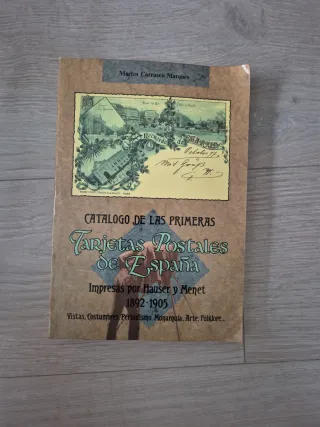 Martín Carrasco Marqués
CATALOGO DE LAS PRIMERAS
Tarjetas Postales
de España
Impresas por Hauser y Menet
1892-1905
Vistas, Costumbres, Periodismo, Monarquía, Arte, Folklore...